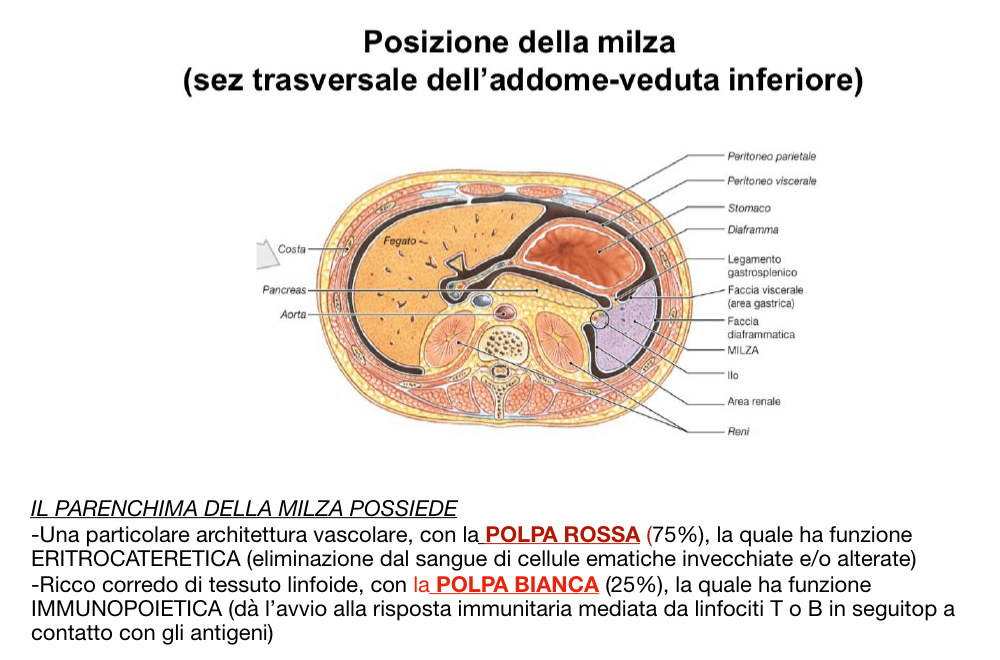 Posizione della milza
(sez trasversale dell’addome-veduta inferiore)
Peritoneo parietale
Peritoneo viscerale
Stomaco
Diaframma
Legamento
gastrosplenico
Faccia viscerale
(area gastrica)
Faccia
diaframmatica
MILZA
Ilo
Area renale
Reni
Fegato
Costa
Pancreas
Aorta
IL PARENCHIMA DELLA MILZA POSSIEDE
-Una particolare architettura vascolare, con la POLPA ROSSA (75%), la quale ha funzione
ERITROCATERETICA (eliminazione dal sangue di cellule ematiche invecchiate e/o alterate)
-Ricco corredo di tessuto linfoide, con la POLPA BIANCA (25%), la quale ha funzione
IMMUNOPOIETICA (dà l’avvio alla risposta immunitaria mediata da linfociti T o B in seguitop a
contatto con gli antigeni)